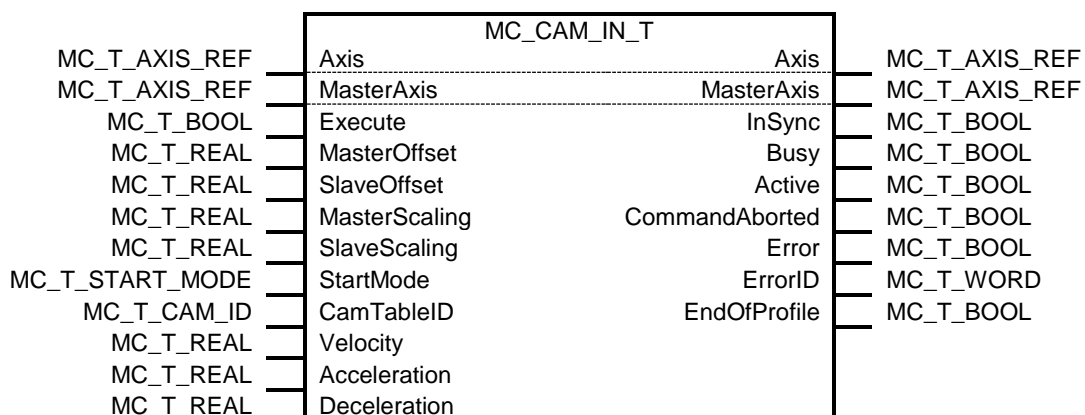 MC_CAM_IN_T
MC_T_AXIS_REF Axis Axis MC_T_AXIS_REF
MC_T_AXIS_REF MasterAxis MasterAxis MC_T_AXIS_REF
MC_T_BOOL Execute InSync MC_T_BOOL
MC_T_REAL MasterOffset Busy MC_T_BOOL
MC_T_REAL SlaveOffset Active MC_T_BOOL
MC_T_REAL MasterScaling CommandAborted MC_T_BOOL
MC_T_REAL SlaveScaling Error MC_T_BOOL
MC_T_START_MODE StartMode ErrorID MC_T_WORD
MC_T_CAM_ID CamTableID EndOfProfile MC_T_BOOL
MC_T_REAL Velocity
MC_T_REAL Acceleration
MC_T_REAL Deceleration